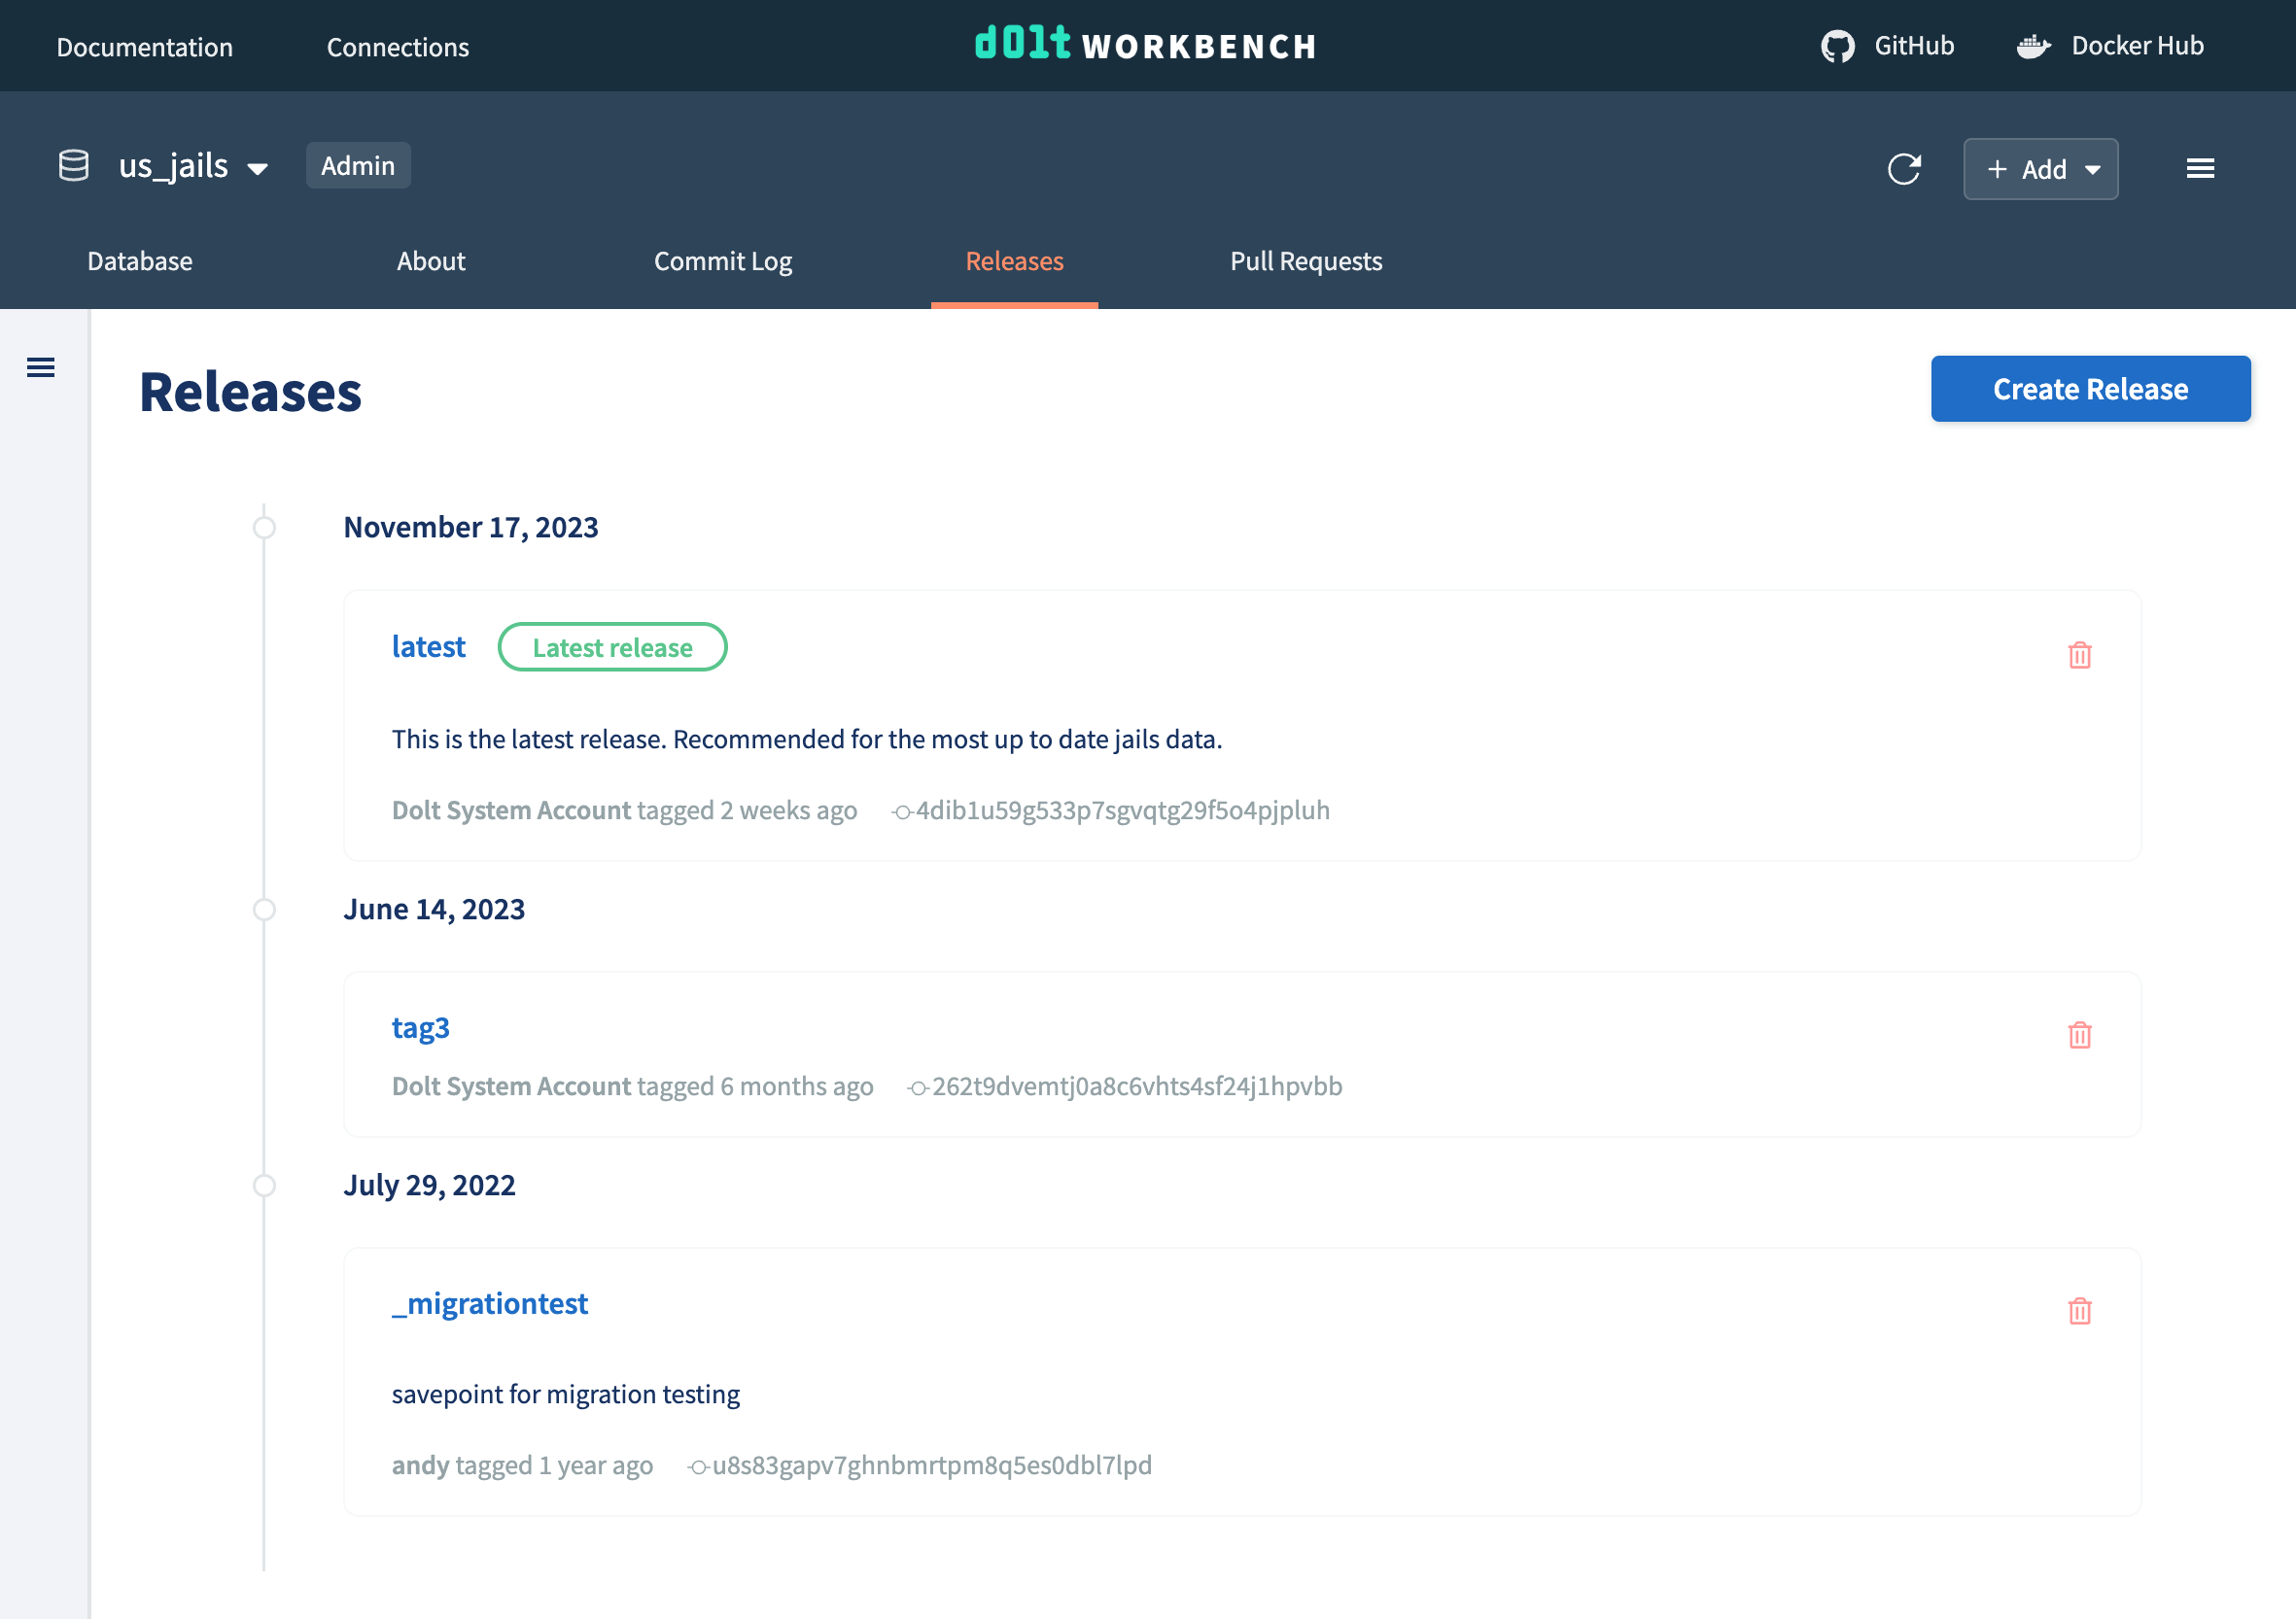 Documentation Connections dolt WORKBENCH GitHub Docker Hub
us_jails Admin + Add
Database About Commit Log Releases Pull Requests
Releases Create Release
November 17, 2023
latest Latest release
This is the latest release. Recommended for the most up to date jails data.
Dolt System Account tagged 2 weeks ago 4dib1u59g533p7sgvqtg29f5o4pjpluh
June 14, 2023
tag3
Dolt System Account tagged 6 months ago 262t9dvemtj0a8c6vhts4sf24j1hpvbb
July 29, 2022
_migrationtest
savepoint for migration testing
andy tagged 1 year ago u8s83gapv7ghnbmrtpm8q5es0dbl7lpd